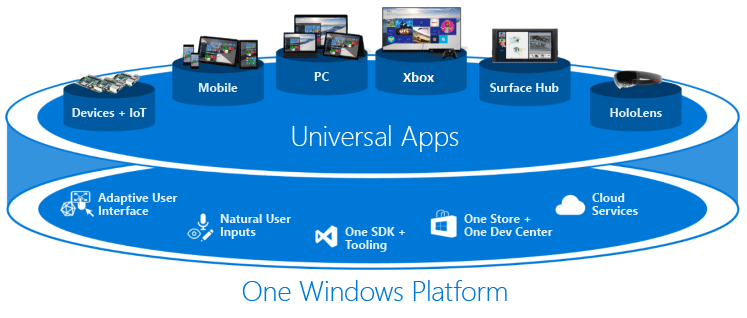 Devices + IoT
Mobile
PC
Xbox
Surface Hub
HoloLens
Universal Apps
Adaptive User
Interface
Natural User
Inputs
One SDK +
Tooling
One Store +
One Dev Center
Cloud
Services
One Windows Platform